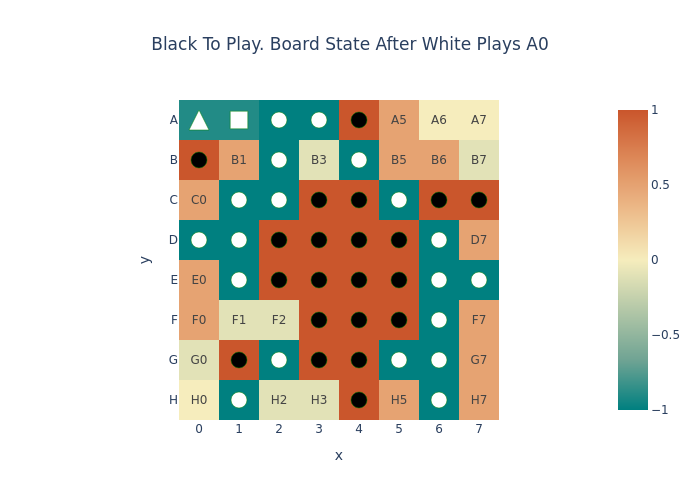 Black To Play. Board State After White Plays A0
A A5 A6 A7
B B1 B3 B5 B6 B7
C C0
D D7
E E0
F F0 F1 F2 F7
G G0 G7
H H0 H2 H3 H5 H7
0 1 2 3 4 5 6 7
x
y
1
0.5
0
−0.5
−1